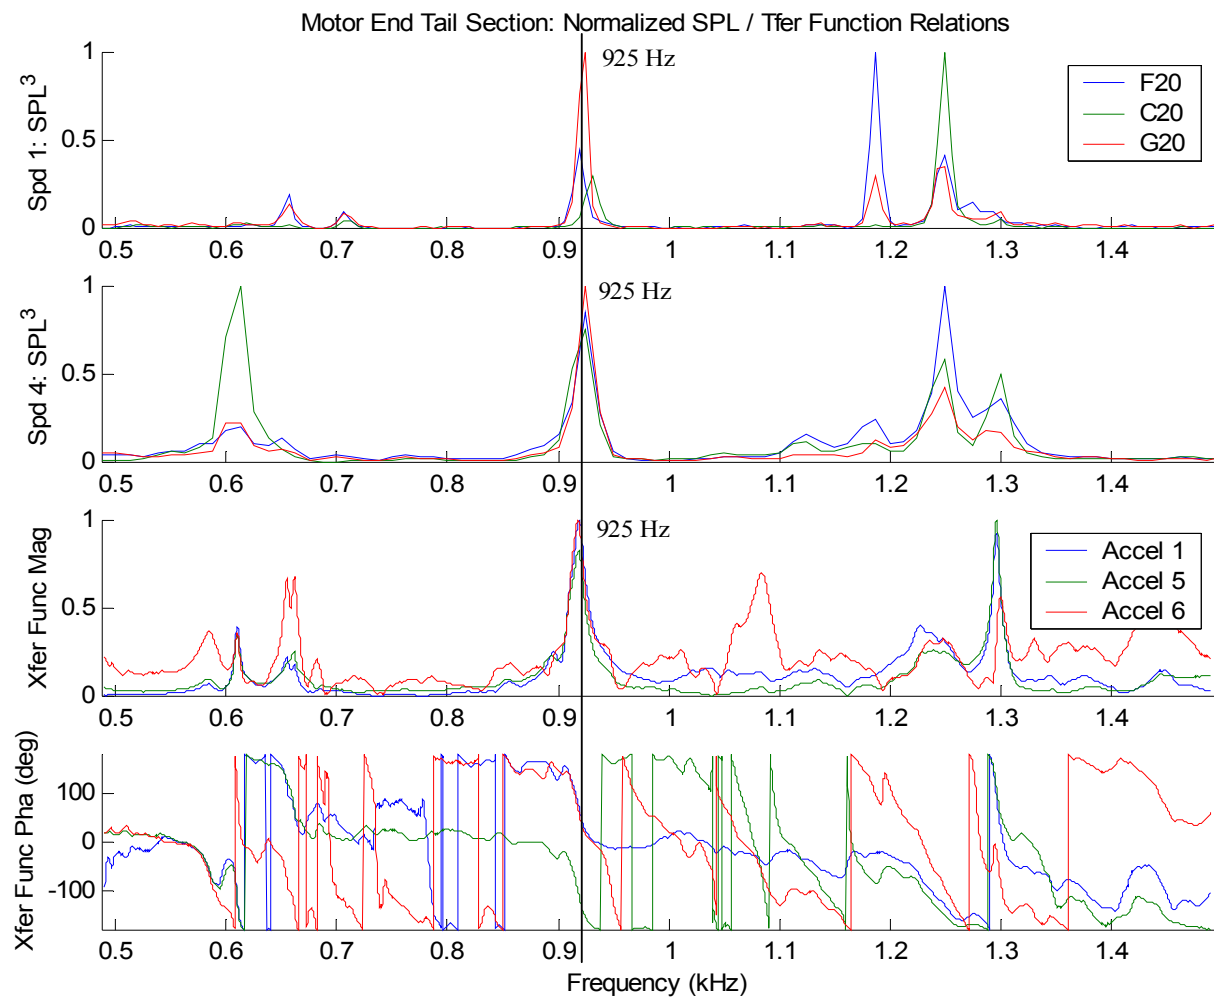 Motor End Tail Section: Normalized SPL / Tfer Function Relations
Spd 1: SPL^3
1
0.5
0
925 Hz
F20
C20
G20
0.5 0.6 0.7 0.8 0.9 1 1.1 1.2 1.3 1.4
Spd 4: SPL^3
1
0.5
0
925 Hz
0.5 0.6 0.7 0.8 0.9 1 1.1 1.2 1.3 1.4
Xfer Func Mag
1
0.5
0
925 Hz
Accel 1
Accel 5
Accel 6
0.5 0.6 0.7 0.8 0.9 1 1.1 1.2 1.3 1.4
Xfer Func Pha (deg)
100
0
-100
0.5 0.6 0.7 0.8 0.9 1 1.1 1.2 1.3 1.4
Frequency (kHz)